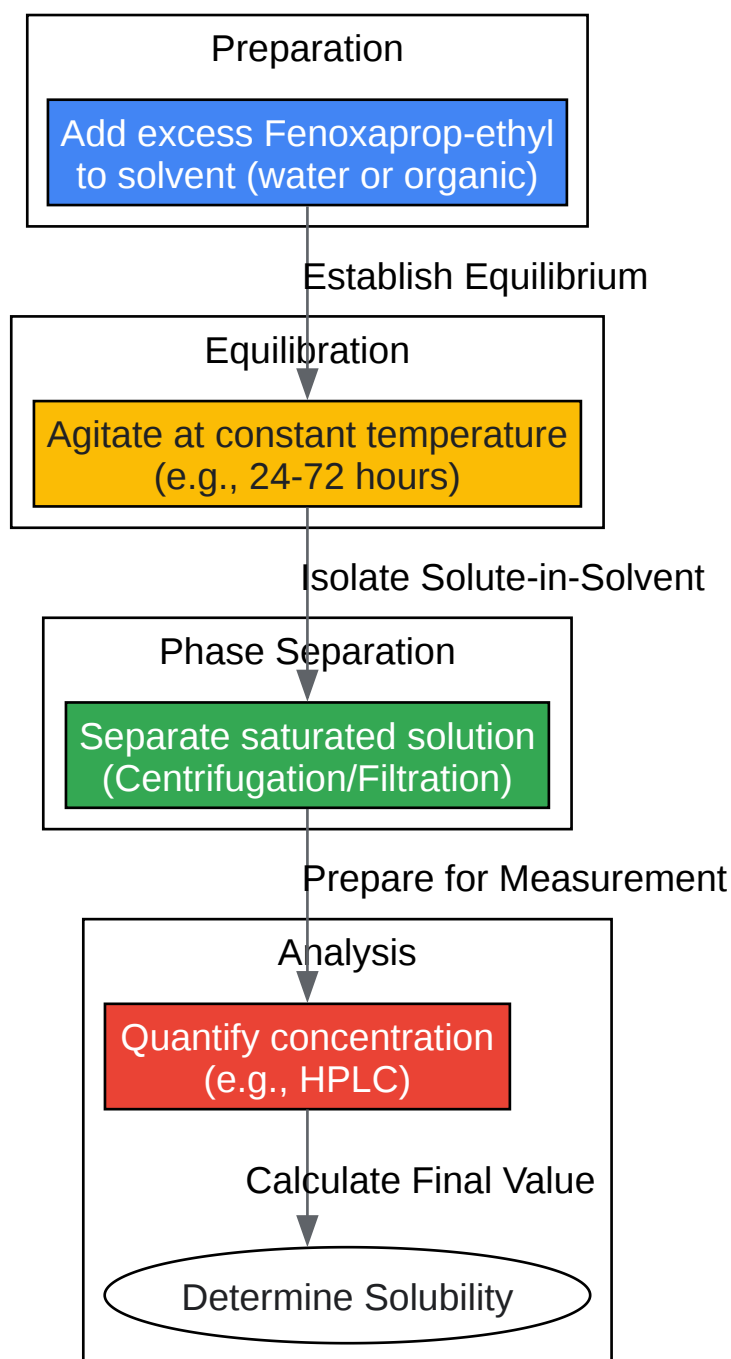 Preparation
Add excess Fenoxaprop-ethyl
to solvent (water or organic)
Establish Equilibrium
Equilibration
Agitate at constant temperature
(e.g., 24-72 hours)
Isolate Solute-in-Solvent
Phase Separation
Separate saturated solution
(Centrifugation/Filtration)
Prepare for Measurement
Analysis
Quantify concentration
(e.g., HPLC)
Calculate Final Value
Determine Solubility